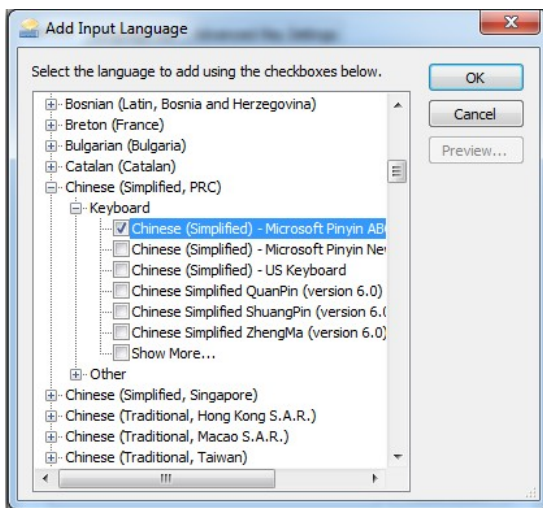 Add Input Language
Select the language to add using the checkboxes below.
OK
Cancel
Preview...
Bosnian (Latin, Bosnia and Herzegovina)
Breton (France)
Bulgarian (Bulgaria)
Catalan (Catalan)
Chinese (Simplified, PRC)
Keyboard
Chinese (Simplified) - Microsoft Pinyin AB
Chinese (Simplified) - Microsoft Pinyin Ne
Chinese (Simplified) - US Keyboard
Chinese Simplified QuanPin (version 6.0)
Chinese Simplified ShuangPin (version 6.
Chinese Simplified ZhengMa (version 6.0)
Show More...
Other
Chinese (Simplified, Singapore)
Chinese (Traditional, Hong Kong S.A.R.)
Chinese (Traditional, Macao S.A.R.)
Chinese (Traditional, Taiwan)